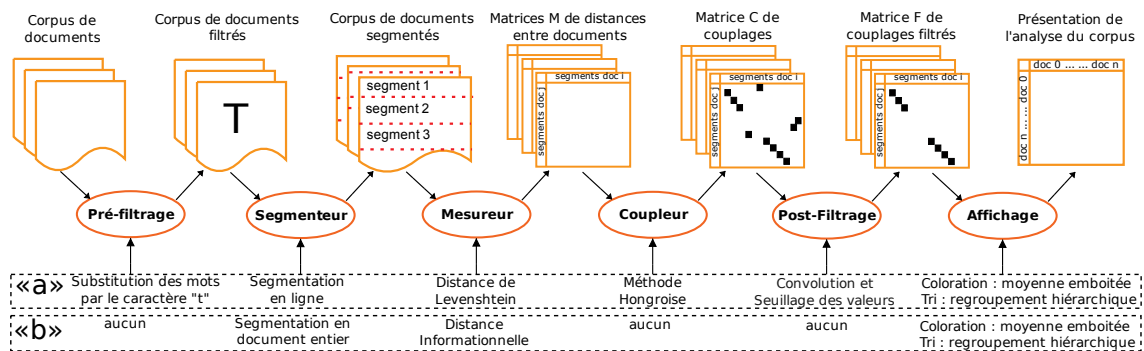 Corpus de
documents
Corpus de documents
filtrés
Corpus de documents
segmentés
Matrices M de distances
entre documents
Matrice C de
couplages
Matrice F de
couplages filtrés
Présentation de
l'analyse du corpus
T
segment 1
segment 2
segment 3
segments doc i
segments doc j
segments doc i
segments doc j
segments doc i
segments doc j
doc 0 ... ... doc n
doc n ... ... doc 0
Pré-filtrage
Segmenteur
Mesureur
Coupleur
Post-Filtrage
Affichage
«a»
Substitution des mots
par le caractère "t"
Segmentation
en ligne
Distance de
Levenshtein
Méthode
Hongroise
Convolution et
Seuillage des valeurs
Coloration : moyenne emboitée
Tri : regroupement hiérarchique
«b»
aucun
Segmentation en
document entier
Distance
Informationnelle
aucun
aucun
Coloration : moyenne emboitée
Tri : regroupement hiérarchique